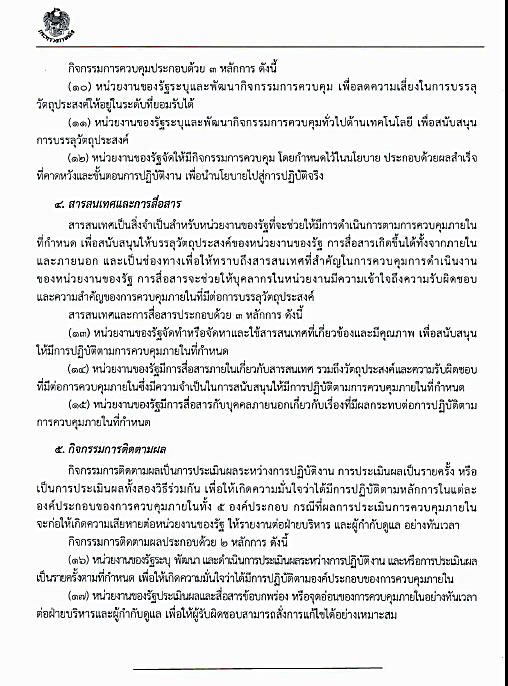 กิจกรรมการควบคุมประกอบด้วย ๓ หลักการ ดังนี้
(๑๐) หน่วยงานของรัฐระบุและพัฒนากิจกรรมการควบคุม เพื่อลดความเสี่ยงในการบรรลุ
วัตถุประสงค์ให้อยู่ในระดับที่ยอมรับได้
(๑๑) หน่วยงานของรัฐระบุและพัฒนากิจกรรมการควบคุมทั่วไปด้านเทคโนโลยี เพื่อสนับสนุน
การบรรลุวัตถุประสงค์
(๑๒) หน่วยงานของรัฐจัดให้มีกิจกรรมการควบคุม โดยกำหนดไว้ในนโยบาย ประกอบด้วยผลสำเร็จ
ที่คาดหวังและขั้นตอนการปฏิบัติงาน เพื่อนำนโยบายไปสู่การปฏิบัติจริง
๔. สารสนเทศและการสื่อสาร
สารสนเทศเป็นสิ่งจำเป็นสำหรับหน่วยงานของรัฐที่จะช่วยให้มีการดำเนินการตามการควบคุมภายใน
ที่กำหนด เพื่อสนับสนุนให้บรรลุวัตถุประสงค์ของหน่วยงานของรัฐ การสื่อสารเกิดขึ้นได้ทั้งจากภายใน
และภายนอก และเป็นช่องทางเพื่อให้ทราบถึงสารสนเทศที่สำคัญในการควบคุมการดำเนินงาน
ของหน่วยงานของรัฐ การสื่อสารจะช่วยให้บุคลากรในหน่วยงานมีความเข้าใจถึงความรับผิดชอบ
และความสำคัญของการควบคุมภายในที่มีต่อการบรรลุวัตถุประสงค์
สารสนเทศและการสื่อสารประกอบด้วย ๓ หลักการ ดังนี้
(๑๓) หน่วยงานของรัฐจัดทำหรือจัดหาและใช้สารสนเทศที่เกี่ยวข้องและมีคุณภาพ เพื่อสนับสนุน
ให้มีการปฏิบัติตามการควบคุมภายในที่กำหนด
(๑๔) หน่วยงานของรัฐมีการสื่อสารภายในเกี่ยวกับสารสนเทศ รวมถึงวัตถุประสงค์และความรับผิดชอบ
ที่มีต่อการควบคุมภายในซึ่งมีความจำเป็นในการสนับสนุนให้มีการปฏิบัติตามการควบคุมภายในที่กำหนด
(๑๕) หน่วยงานของรัฐมีการสื่อสารกับบุคคลภายนอกเกี่ยวกับเรื่องที่มีผลกระทบต่อการปฏิบัติตาม
การควบคุมภายในที่กำหนด
๕. กิจกรรมการติดตามผล
กิจกรรมการติดตามผลเป็นการประเมินผลระหว่างการปฏิบัติงาน การประเมินผลเป็นรายครั้ง หรือ
เป็นการประเมินผลทั้งสองวิธีร่วมกัน เพื่อให้เกิดความมั่นใจว่าได้มีการปฏิบัติตามหลักการในแต่ละ
องค์ประกอบของการควบคุมภายในทั้ง ๕ องค์ประกอบ กรณีที่ผลการประเมินการควบคุมภายใน
จะก่อให้เกิดความเสียหายต่อหน่วยงานของรัฐ ให้รายงานต่อฝ่ายบริหาร และผู้กำกับดูแล อย่างทันเวลา
กิจกรรมการติดตามผลประกอบด้วย ๒ หลักการ ดังนี้
(๑๖) หน่วยงานของรัฐระบุ พัฒนา และดำเนินการประเมินผลระหว่างการปฏิบัติงาน และหรือการประเมินผล
เป็นรายครั้งตามที่กำหนด เพื่อให้เกิดความมั่นใจว่าได้มีการปฏิบัติตามองค์ประกอบของการควบคุมภายใน
(๑๗) หน่วยงานของรัฐประเมินผลและสื่อสารข้อบกพร่อง หรือจุดอ่อนของการควบคุมภายในอย่างทันเวลา
ต่อฝ่ายบริหารและผู้กำกับดูแล เพื่อให้ผู้รับผิดชอบสามารถสั่งการแก้ไขได้อย่างเหมาะสม